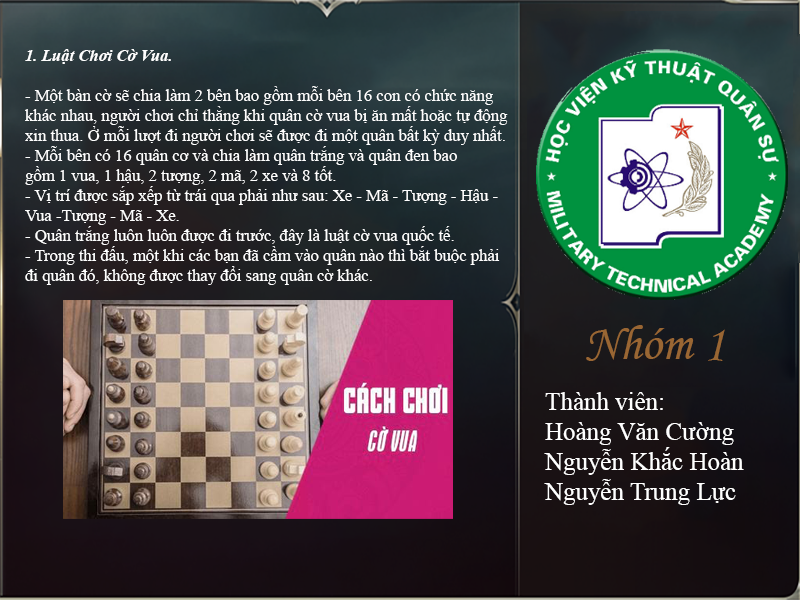 1. Luật Chơi Cờ Vua.
- Một bàn cờ sẽ chia làm 2 bên bao gồm mỗi bên 16 con có chức năng
khác nhau, người chơi chỉ thắng khi quân cờ vua bị ăn mất hoặc tự động
xin thua. Ở mỗi lượt đi người chơi sẽ được đi một quân bất kỳ duy nhất.
- Mỗi bên có 16 quân cơ và chia làm quân trắng và quân đen bao
gồm 1 vua, 1 hậu, 2 tượng, 2 mã, 2 xe và 8 tốt.
- Vị trí được sắp xếp từ trái qua phải như sau: Xe - Mã - Tượng - Hậu -
Vua -Tượng - Mã - Xe.
- Quân trắng luôn luôn được đi trước, đây là luật cờ vua quốc tế.
- Trong thi đấu, một khi các bạn đã cầm vào quân nào thì bắt buộc phải
đi quân đó, không được thay đổi sang quân cờ khác.
CÁCH CHƠI
CỜ VUA
HỌC VIỆN KỸ THUẬT QUÂN SỰ
MILITARY TECHNICAL ACADEMY
Nhóm 1
Thành viên:
Hoàng Văn Cường
Nguyễn Khắc Hoàn
Nguyễn Trung Lực